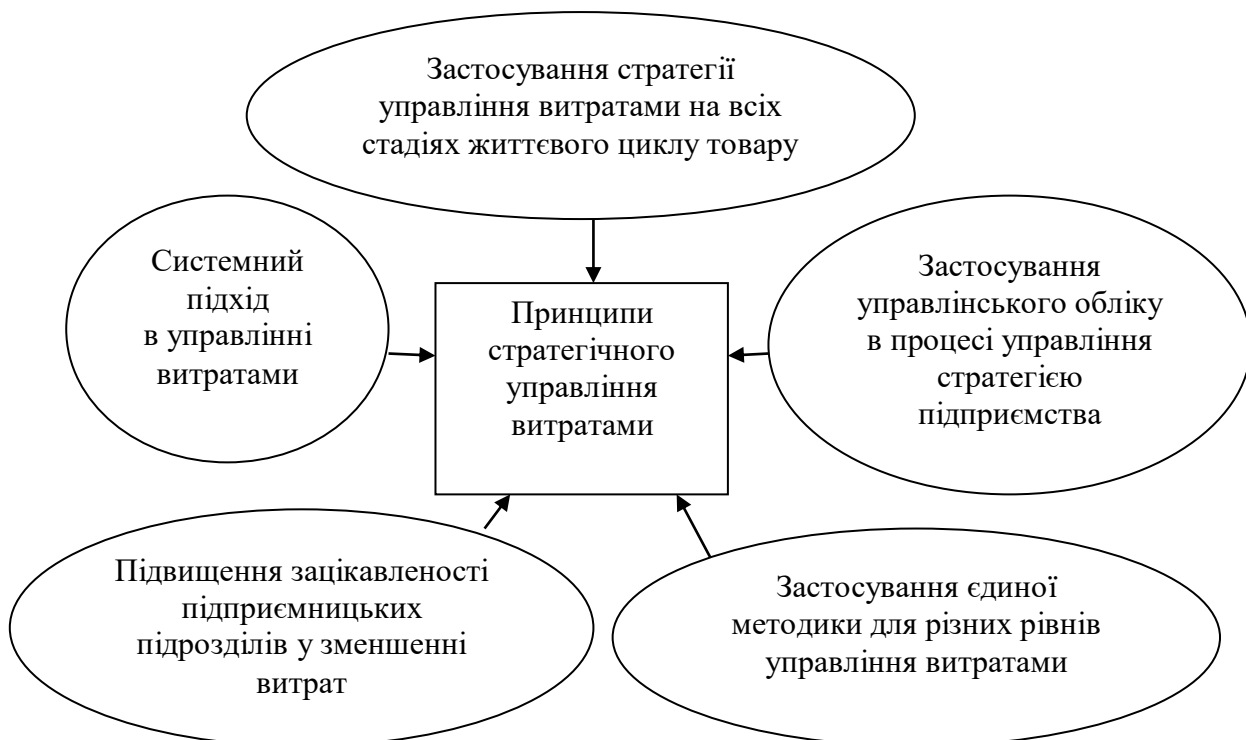 Застосування стратегії
управління витратами на всіх
стадіях життєвого циклу товару
Системний
підхід
в управлінні
витратами
Принципи
стратегічного
управління
витратами
Застосування
управлінського обліку
в процесі управління
стратегією
підприємства
Підвищення зацікавленості
підприємницьких
підрозділів у зменшенні
витрат
Застосування єдиної
методики для різних рівнів
управління витратами